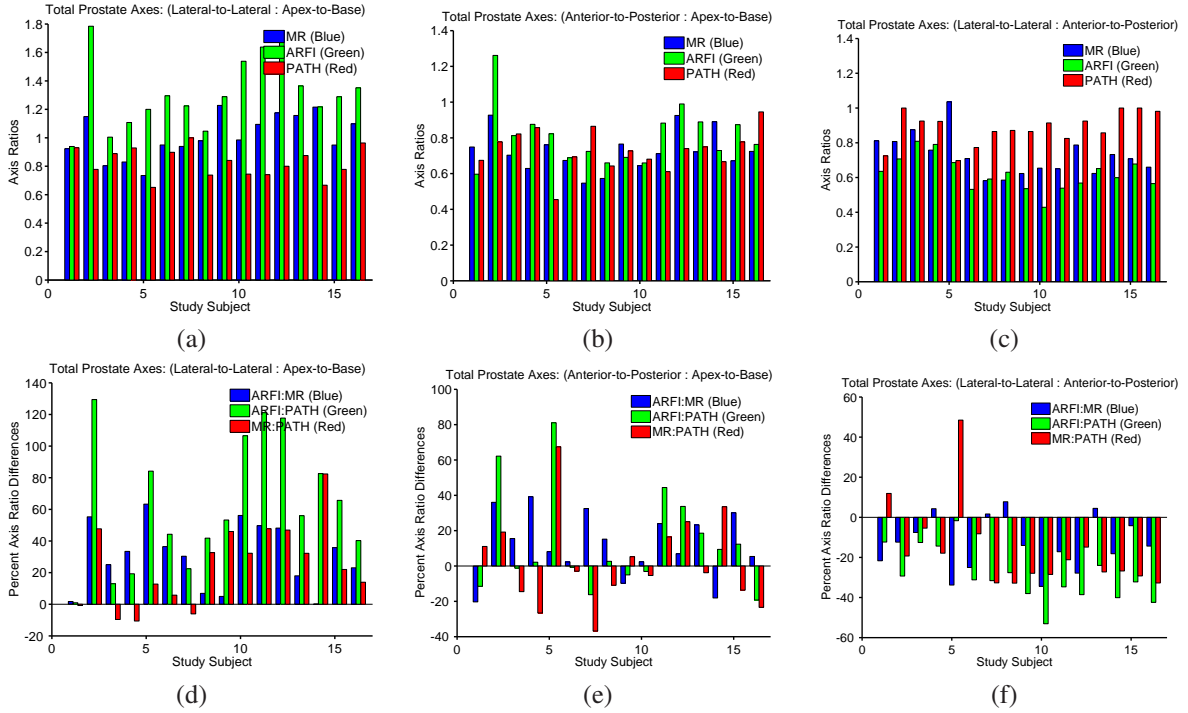 Total Prostate Axes: (Lateral-to-Lateral : Apex-to-Base)
1.8
1.6
1.4
1.2
1
0.8
0.6
0.4
0.2
0
Axis Ratios
MR (Blue)
ARFI (Green)
PATH (Red)
0 5 10 15
Study Subject
(a)
Total Prostate Axes: (Anterior-to-Posterior : Apex-to-Base)
1.4
1.2
1
0.8
0.6
0.4
0.2
0
Axis Ratios
MR (Blue)
ARFI (Green)
PATH (Red)
0 5 10 15
Study Subject
(b)
Total Prostate Axes: (Lateral-to-Lateral : Anterior-to-Posterior)
1.4
1.2
1
0.8
0.6
0.4
0.2
0
Axis Ratios
MR (Blue)
ARFI (Green)
PATH (Red)
0 5 10 15
Study Subject
(c)
Total Prostate Axes: (Lateral-to-Lateral : Apex-to-Base)
140
120
100
80
60
40
20
0
-20
Percent Axis Ratio Differences
ARFI:MR (Blue)
ARFI:PATH (Green)
MR:PATH (Red)
0 5 10 15
Study Subject
(d)
Total Prostate Axes: (Anterior-to-Posterior : Apex-to-Base)
100
80
60
40
20
0
-20
-40
Percent Axis Ratio Differences
ARFI:MR (Blue)
ARFI:PATH (Green)
MR:PATH (Red)
0 5 10 15
Study Subject
(e)
Total Prostate Axes: (Lateral-to-Lateral : Anterior-to-Posterior)
60
40
20
0
-20
-40
-60
Percent Axis Ratio Differences
ARFI:MR (Blue)
ARFI:PATH (Green)
MR:PATH (Red)
0 5 10 15
Study Subject
(f)